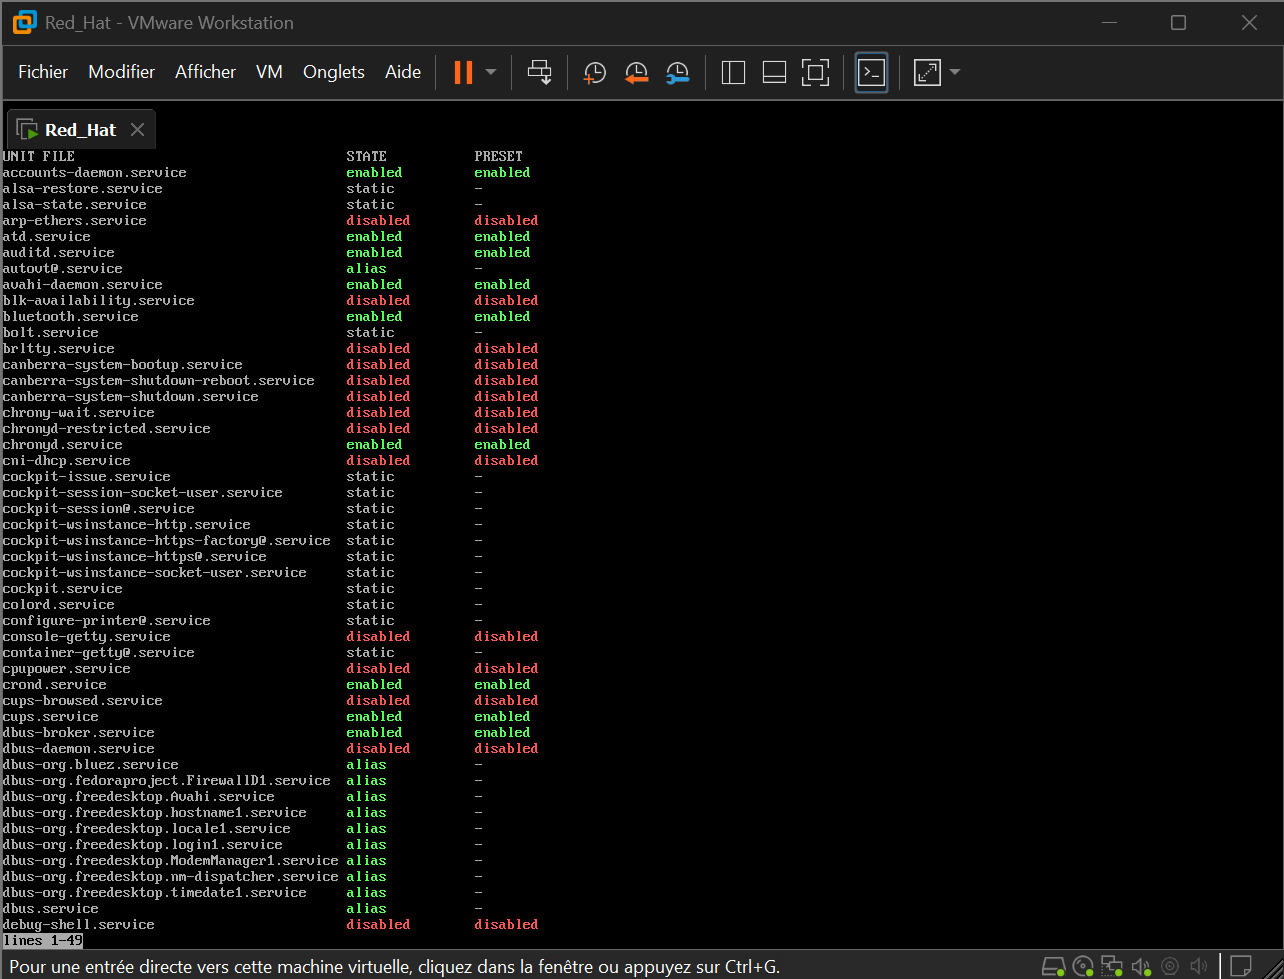 Red_Hat - VMware Workstation
Fichier Modifier Afficher VM Onglets Aide
Red_Hat
UNIT FILE STATE PRESET
accounts-daemon.service enabled enabled
alsa-restore.service static -
alsa-state.service static -
arp-ethers.service disabled disabled
atd.service enabled enabled
auditd.service enabled enabled
autovt@.service alias -
avahi-daemon.service enabled enabled
blk-availability.service disabled disabled
bluetooth.service enabled enabled
bolt.service static -
brltty.service disabled disabled
canberra-system-bootup.service disabled disabled
canberra-system-shutdown-reboot.service disabled disabled
canberra-system-shutdown.service disabled disabled
chrony-wait.service disabled disabled
chronyd-restricted.service disabled disabled
chronyd.service enabled enabled
cni-dhcp.service disabled disabled
cockpit-issue.service static -
cockpit-session-socket-user.service static -
cockpit-session@.service static -
cockpit-wsinstance-http.service static -
cockpit-wsinstance-https-factory@.service static -
cockpit-wsinstance-https@.service static -
cockpit-wsinstance-socket-user.service static -
cockpit.service static -
colord.service static -
configure-printer@.service static -
console-getty.service disabled disabled
container-getty@.service static -
cpupower.service disabled disabled
crond.service enabled enabled
cups-browsed.service disabled disabled
cups.service enabled enabled
dbus-broker.service enabled enabled
dbus-daemon.service disabled disabled
dbus-org.bluez.service alias -
dbus-org.fedoraproject.FirewallD1.service alias -
dbus-org.freedesktop.Avahi.service alias -
dbus-org.freedesktop.hostname1.service alias -
dbus-org.freedesktop.locale1.service alias -
dbus-org.freedesktop.login1.service alias -
dbus-org.freedesktop.ModemManager1.service alias -
dbus-org.freedesktop.nm-dispatcher.service alias -
dbus-org.freedesktop.timedate1.service alias -
dbus.service alias -
debug-shell.service disabled disabled
lines 1-49
Pour une entrée directe vers cette machine virtuelle, cliquez dans la fenêtre ou appuyez sur Ctrl+G.